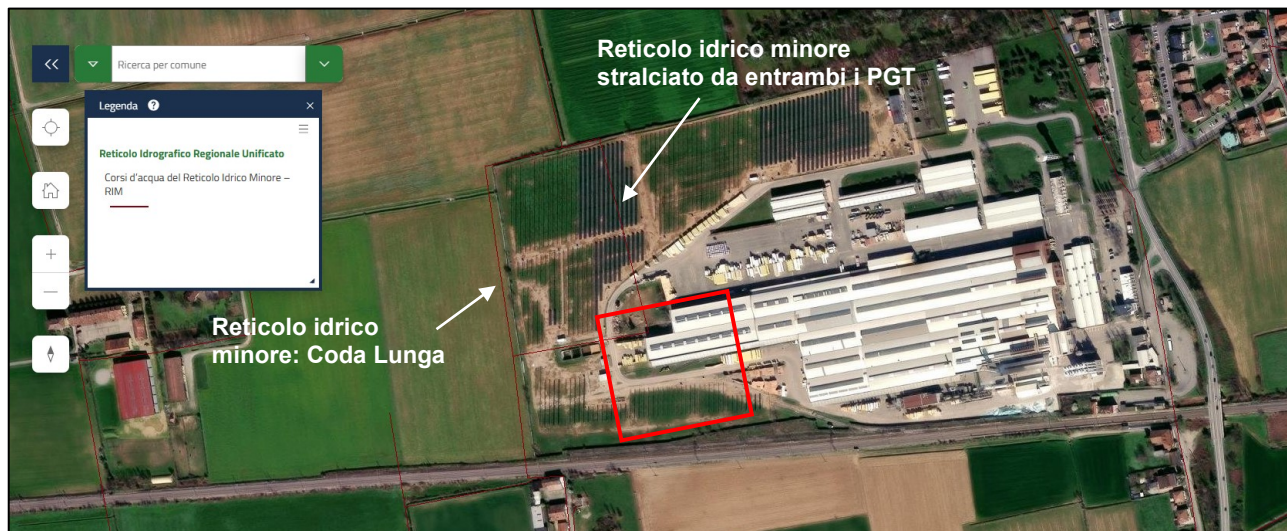 Ricerca per comune
Legenda ?
Reticolo Idrografico Regionale Unificato
Corsi d'acqua del Reticolo Idrico Minore –
RIM
Reticolo idrico minore
stralciato da entrambi i PGT
Reticolo idrico
minore: Coda Lunga